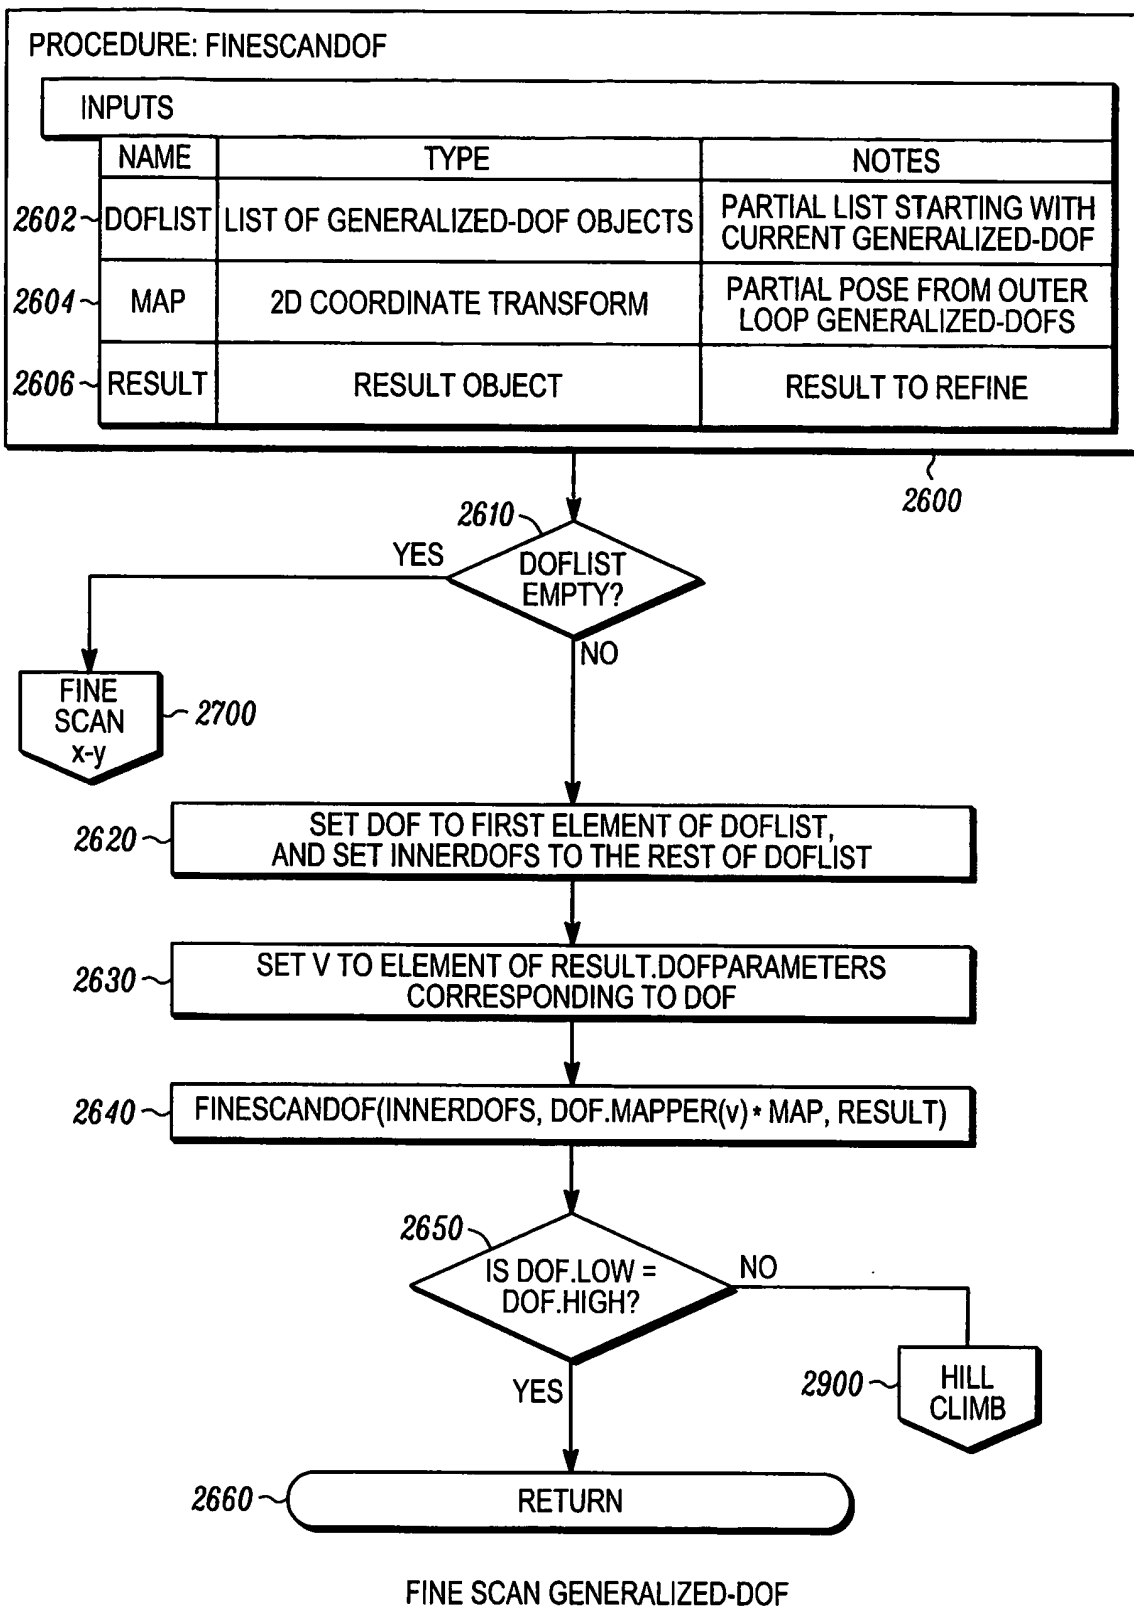 PROCEDURE: FINESCANDOF
INPUTS
NAME
TYPE
NOTES
2602
DOFLIST
LIST OF GENERALIZED-DOF OBJECTS
PARTIAL LIST STARTING WITH
CURRENT GENERALIZED-DOF
2604
MAP
2D COORDINATE TRANSFORM
PARTIAL POSE FROM OUTER
LOOP GENERALIZED-DOFS
2606
RESULT
RESULT OBJECT
RESULT TO REFINE
2600
2610
DOFLIST
EMPTY?
YES
NO
FINE
SCAN
x-y
2700
2620
SET DOF TO FIRST ELEMENT OF DOFLIST,
AND SET INNERDOFS TO THE REST OF DOFLIST
2630
SET V TO ELEMENT OF RESULT.DOFPARAMETERS
CORRESPONDING TO DOF
2640
FINESCANDOF(INNERDOFS, DOF.MAPPER(v) * MAP, RESULT)
2650
IS DOF.LOW =
DOF.HIGH?
NO
YES
2900
HILL
CLIMB
2660
RETURN
FINE SCAN GENERALIZED-DOF